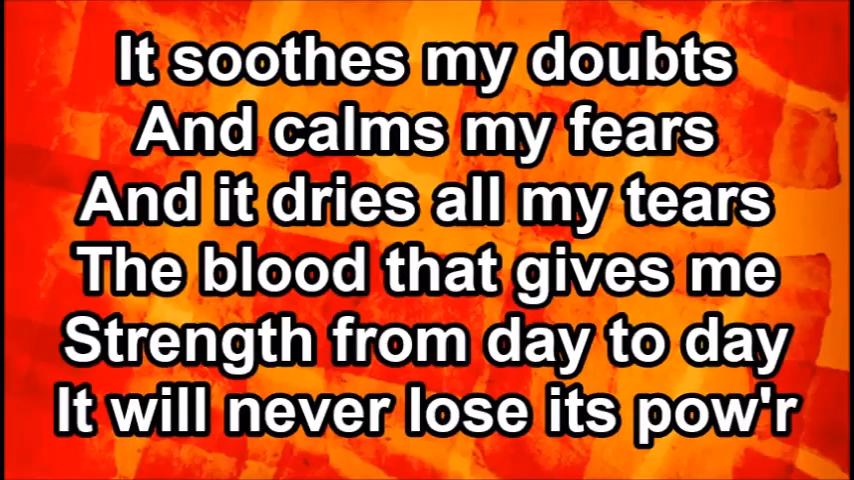 It soothes my doubts
And calms my fears
And it dries all my tears
The blood that gives me
Strength from day to day
It will never lose its pow'r